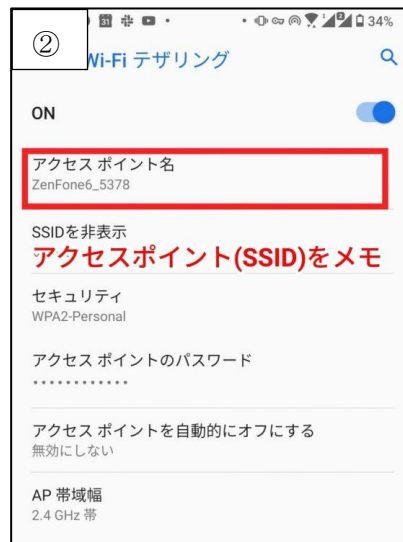 ②
34%
Wi-Fi テザリング
ON
アクセス ポイント名
ZenFone6_5378
SSIDを非表示
アクセスポイント(SSID)をメモ
セキュリティ
WPA2-Personal
アクセス ポイントのパスワード
••••••••••••
アクセス ポイントを自動的にオフにする
無効にしない
AP 帯域幅
2.4 GHz 帯